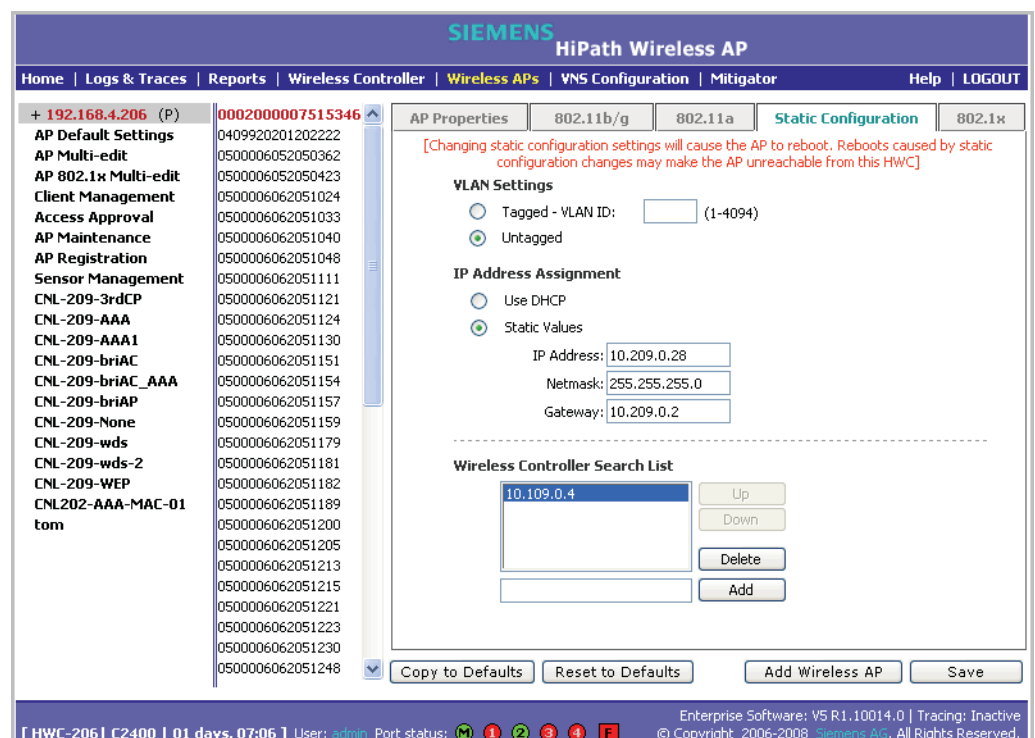 SIEMENS
HiPath Wireless AP
Home | Logs & Traces | Reports | Wireless Controller | Wireless APs | VNS Configuration | Mitigator Help | LOGOUT
+ 192.168.4.206 (P)
AP Default Settings
AP Multi-edit
AP 802.1x Multi-edit
Client Management
Access Approval
AP Maintenance
AP Registration
Sensor Management
CNL-209-3rdCP
CNL-209-AAA
CNL-209-AAA1
CNL-209-briAC
CNL-209-briAC_AAA
CNL-209-briAP
CNL-209-None
CNL-209-wds
CNL-209-wds-2
CNL-209-WEP
CNL202-AAA-MAC-01
tom
0002000007515346
0409920201202222
0500006052050362
0500006052050423
0500006062051024
0500006062051033
0500006062051040
0500006062051048
0500006062051111
0500006062051121
0500006062051124
0500006062051130
0500006062051151
0500006062051154
0500006062051157
0500006062051159
0500006062051179
0500006062051181
0500006062051182
0500006062051189
0500006062051200
0500006062051205
0500006062051213
0500006062051215
0500006062051221
0500006062051223
0500006062051230
0500006062051248
AP Properties 802.11b/g 802.11a Static Configuration 802.1x
[Changing static configuration settings will cause the AP to reboot. Reboots caused by static
configuration changes may make the AP unreachable from this HWC]
VLAN Settings
Tagged - VLAN ID: (1-4094)
Untagged
IP Address Assignment
Use DHCP
Static Values
IP Address: 10.209.0.28
Netmask: 255.255.255.0
Gateway: 10.209.0.2
Wireless Controller Search List
10.109.0.4
Up
Down
Delete
Add
Copy to Defaults Reset to Defaults Add Wireless AP Save
Enterprise Software: V5 R1.10014.0 | Tracing: Inactive
[ HWC-206 | C2400 | 01 days, 07:06 ] User: admin Port status: M 1 2 3 4 F © Copyright 2006-2008 Siemens AG. All Rights Reserved.